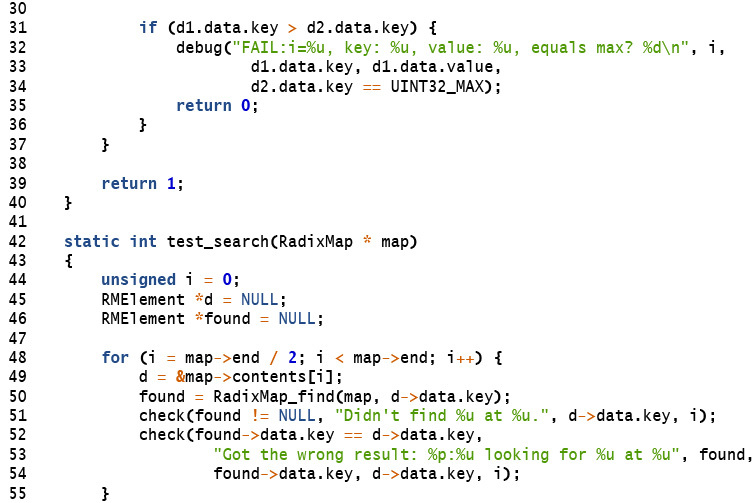 30
31            if (d1.data.key > d2.data.key) {
32                debug("FAIL:i=%u, key: %u, value: %u, equals max? %d\n", i,
33                        d1.data.key, d1.data.value,
34                        d2.data.key == UINT32_MAX);
35                return 0;
36            }
37        }
38
39        return 1;
40    }
41
42    static int test_search(RadixMap * map)
43    {
44        unsigned i = 0;
45        RMElement *d = NULL;
46        RMElement *found = NULL;
47
48        for (i = map->end / 2; i < map->end; i++) {
49            d = &map->contents[i];
50            found = RadixMap_find(map, d->data.key);
51            check(found != NULL, "Didn't find %u at %u.", d->data.key, i);
52            check(found->data.key == d->data.key,
53                    "Got the wrong result: %p:%u looking for %u at %u", found,
54                    found->data.key, d->data.key, i);
55        }